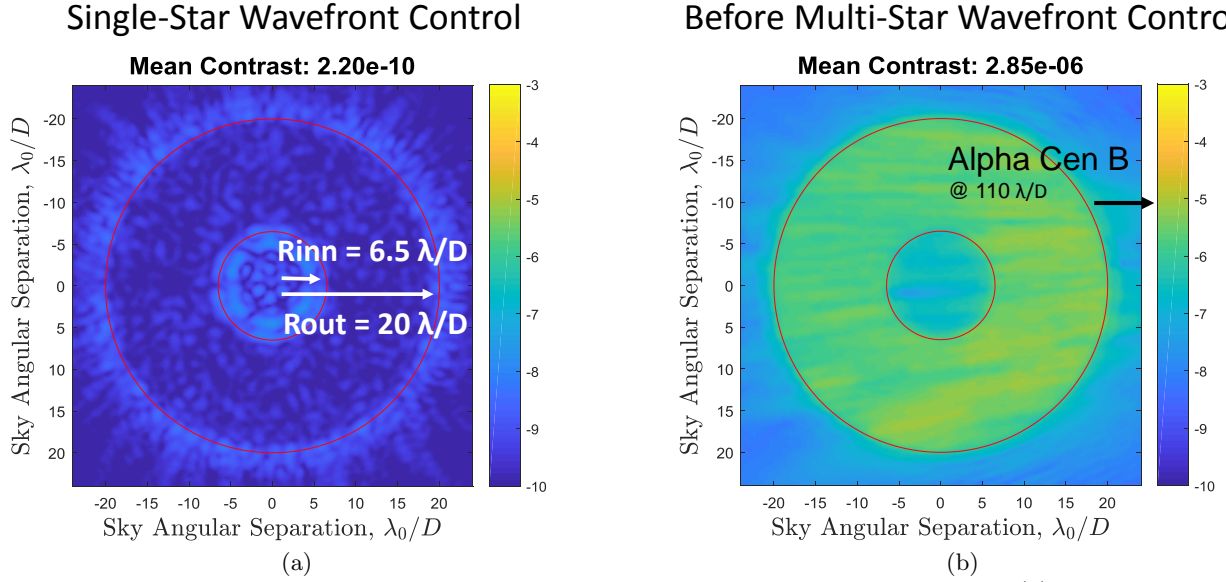 Single-Star Wavefront Control
Mean Contrast: 2.20e-10
Sky Angular Separation, λ₀/D
-20
-15
-10
-5
0
5
10
15
20
-20 -15 -10 -5 0 5 10 15 20
Sky Angular Separation, λ₀/D
Rinn = 6.5 λ/D
Rout = 20 λ/D
-3
-4
-5
-6
-7
-8
-9
-10
(a)
Before Multi-Star Wavefront Contro
Mean Contrast: 2.85e-06
Sky Angular Separation, λ₀/D
-20
-15
-10
-5
0
5
10
15
20
-20 -15 -10 -5 0 5 10 15 20
Sky Angular Separation, λ₀/D
Alpha Cen B
@ 110 λ/D
-3
-4
-5
-6
-7
-8
-9
-10
(b)